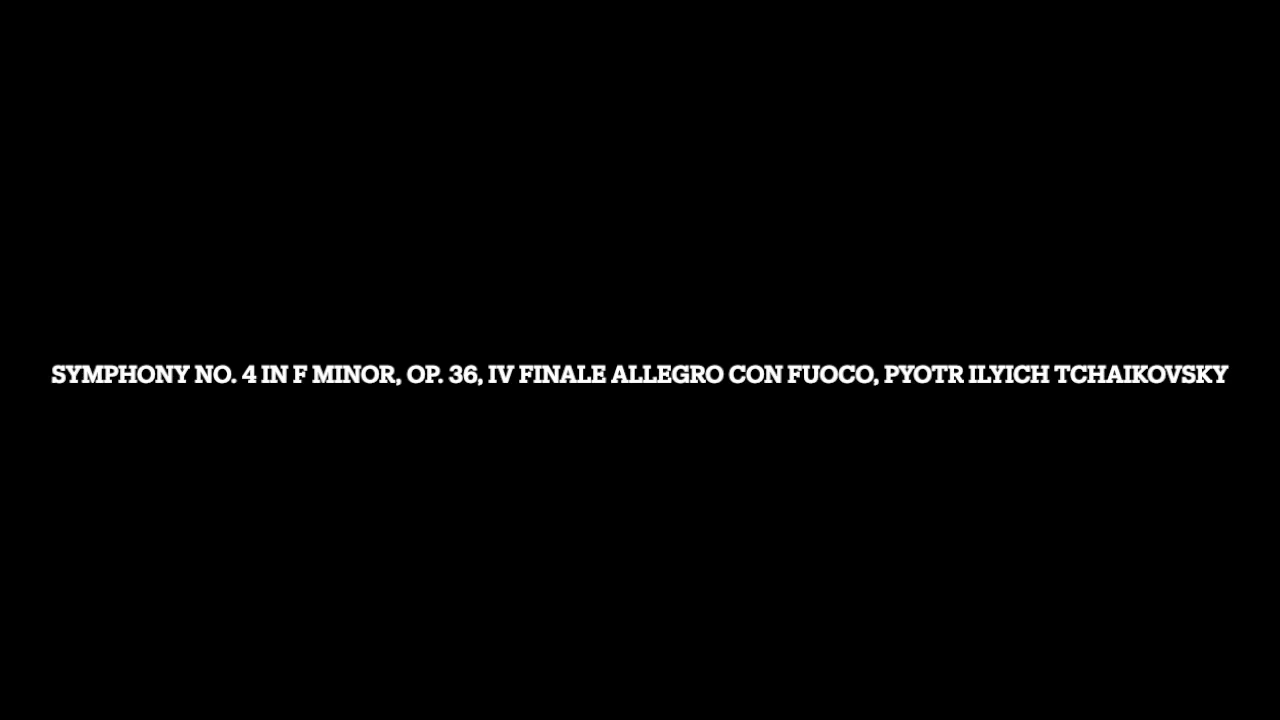 SYMPHONY NO. 4 IN F MINOR, OP. 36, IV FINALE ALLEGRO CON FUOCO, PYOTR ILYICH TCHAIKOVSKY